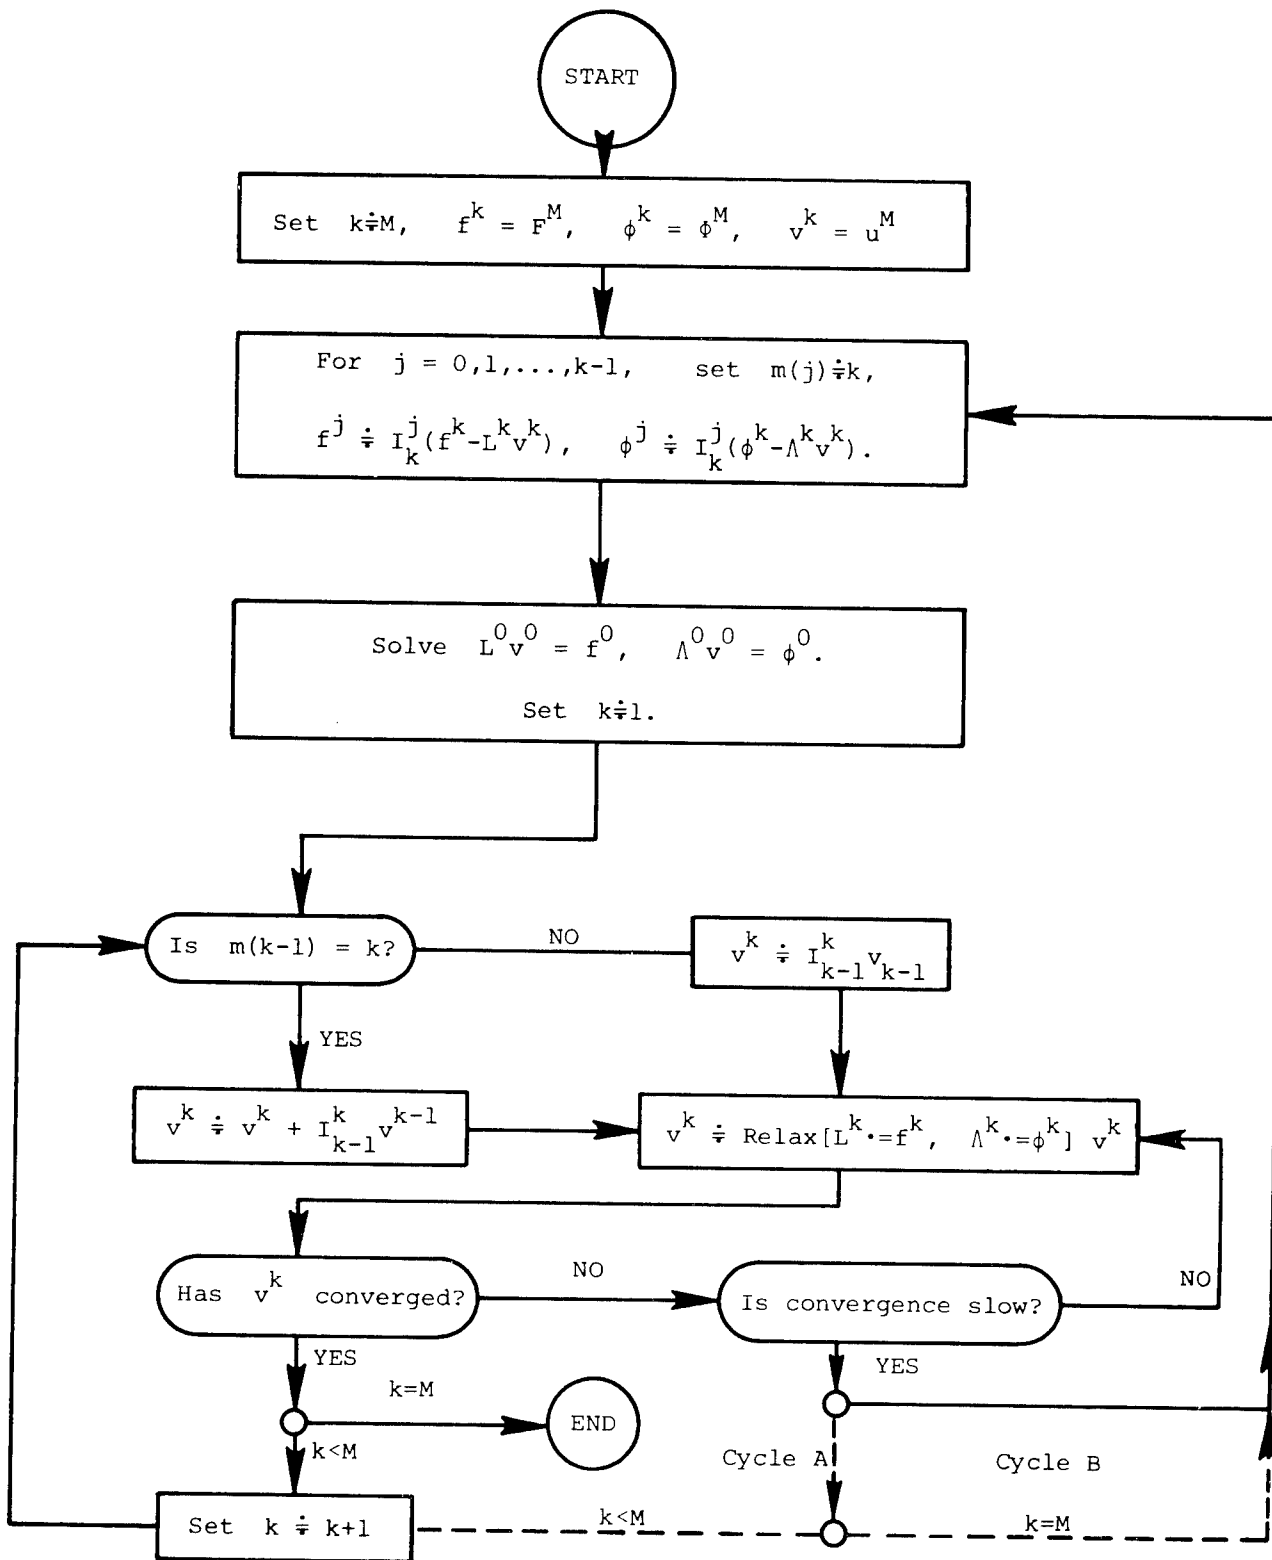 START
Set k≑M, f^k = F^M, ϕ^k = Φ^M, v^k = u^M
For j = 0,1,...,k-1, set m(j)≑k,
f^j ≑ I_k^j(f^k-L^k v^k), ϕ^j ≑ I_k^j(ϕ^k-Λ^k v^k).
Solve L^0 v^0 = f^0, Λ^0 v^0 = ϕ^0.
Set k≑1.
Is m(k-1) = k?
NO
v^k ≑ I_{k-1}^k v_{k-1}
YES
v^k ≑ v^k + I_{k-1}^k v^{k-1}
v^k ≑ Relax[L^k·=f^k, Λ^k·=ϕ^k] v^k
Has v^k converged?
NO
Is convergence slow?
NO
YES
YES
k=M
END
k<M
Cycle A
Cycle B
Set k ≑ k+1
k<M
k=M